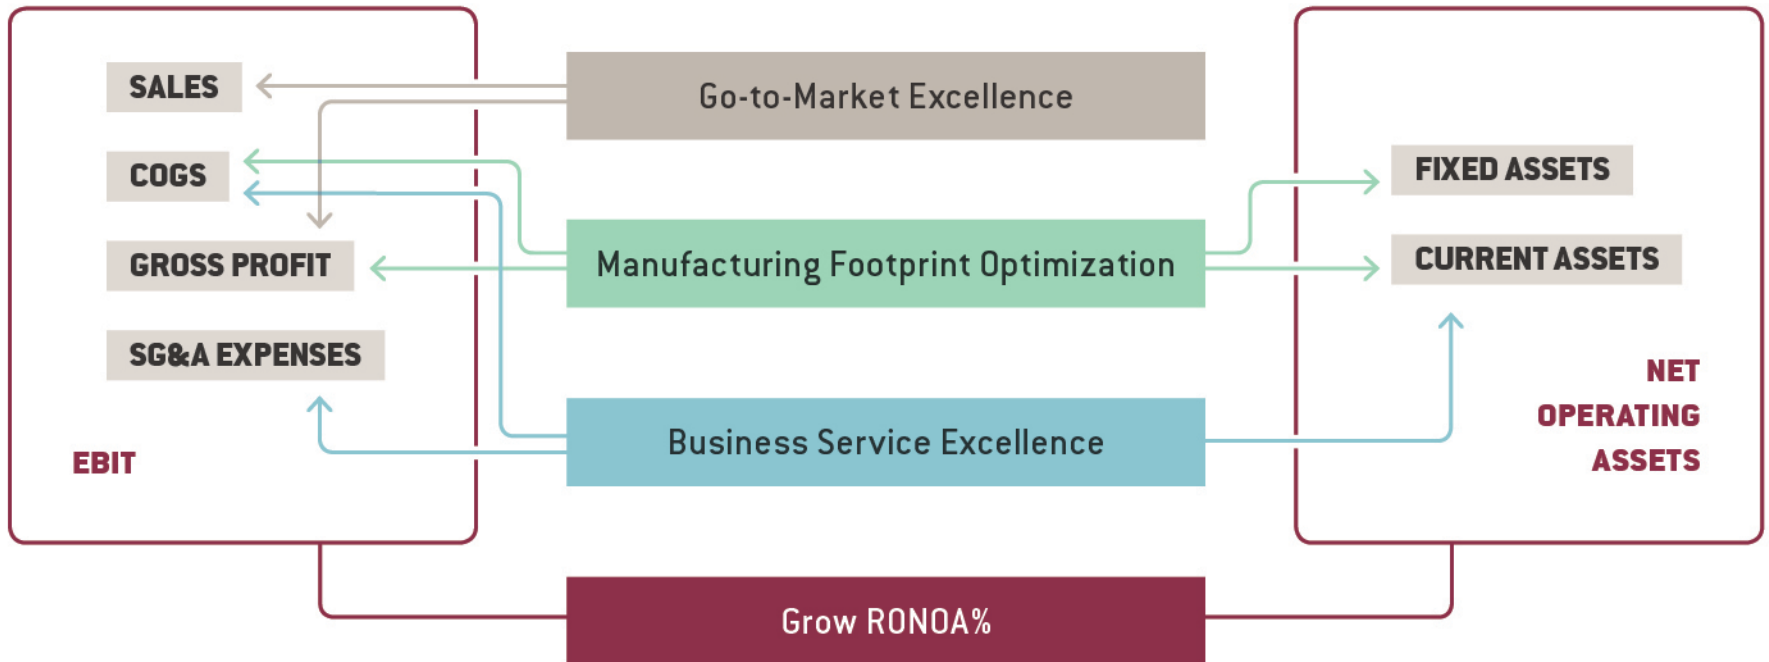 SALES
COGS
GROSS PROFIT
SG&A EXPENSES
EBIT
Go-to-Market Excellence
Manufacturing Footprint Optimization
Business Service Excellence
Grow RONOA%
FIXED ASSETS
CURRENT ASSETS
NET
OPERATING
ASSETS